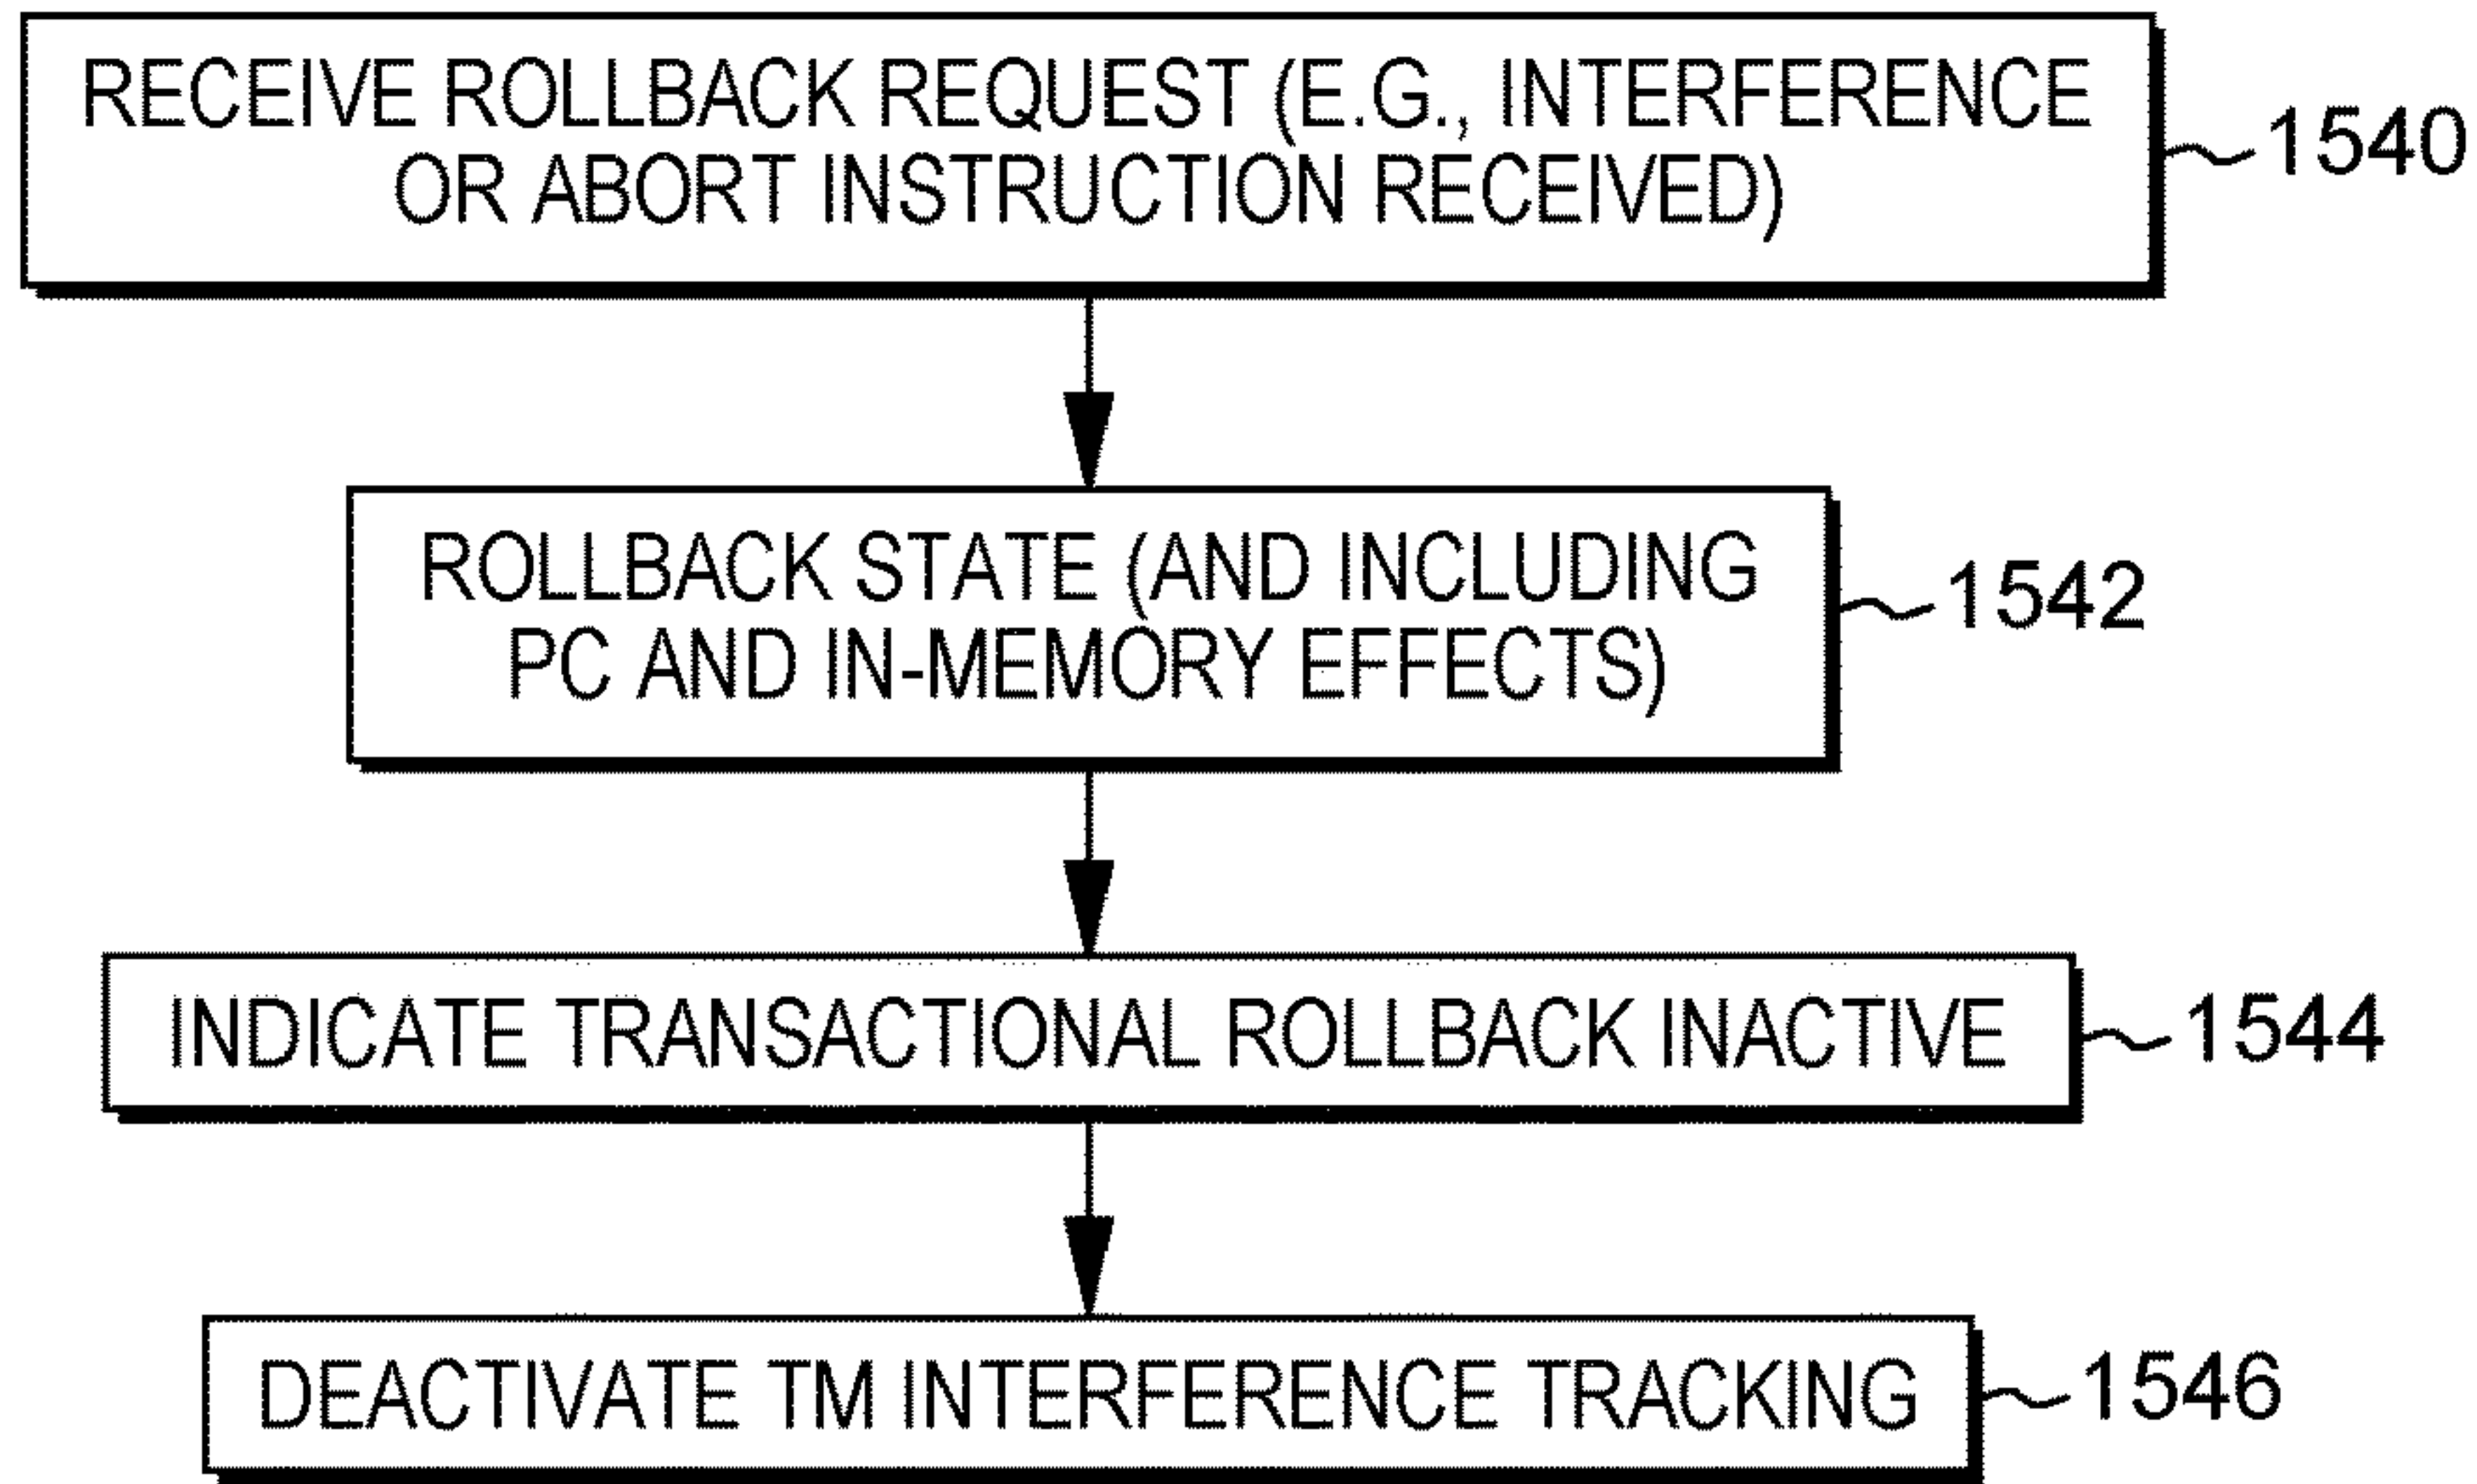 RECEIVE ROLLBACK REQUEST (E.G., INTERFERENCE
OR ABORT INSTRUCTION RECEIVED)
1540
ROLLBACK STATE (AND INCLUDING
PC AND IN-MEMORY EFFECTS)
1542
INDICATE TRANSACTIONAL ROLLBACK INACTIVE
1544
DEACTIVATE TM INTERFERENCE TRACKING
1546